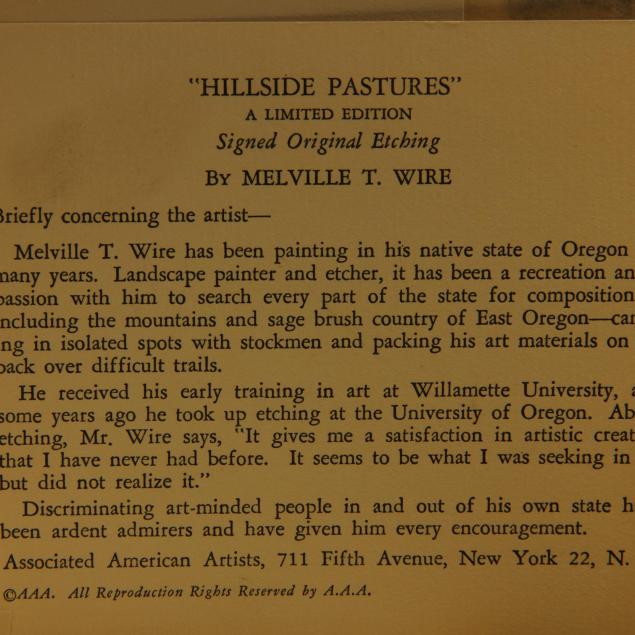 "HILLSIDE PASTURES"
A LIMITED EDITION
Signed Original Etching
BY MELVILLE T. WIRE
Briefly concerning the artist—
Melville T. Wire has been painting in his native state of Oregon
many years. Landscape painter and etcher, it has been a recreation an
passion with him to search every part of the state for composition
including the mountains and sage brush country of East Oregon—cam
ing in isolated spots with stockmen and packing his art materials on
back over difficult trails.
He received his early training in art at Willamette University, a
some years ago he took up etching at the University of Oregon. Ab
etching, Mr. Wire says, "It gives me a satisfaction in artistic creat
that I have never had before. It seems to be what I was seeking in
but did not realize it."
Discriminating art-minded people in and out of his own state h
been ardent admirers and have given him every encouragement.
Associated American Artists, 711 Fifth Avenue, New York 22, N.
©AAA. All Reproduction Rights Reserved by A.A.A.